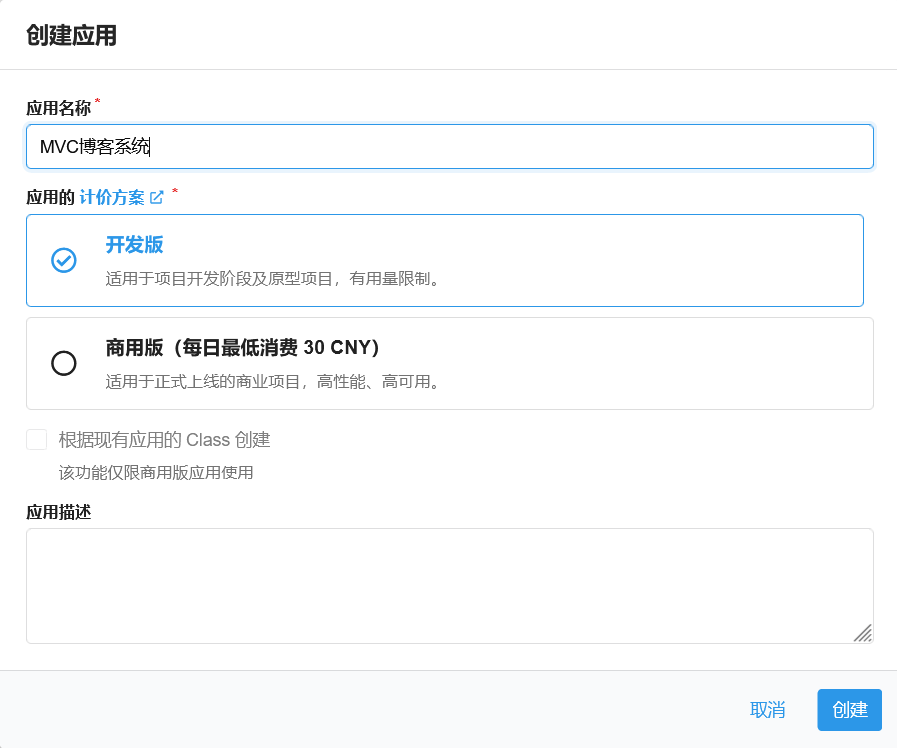 创建应用
应用名称*
MVC博客系统
应用的 计价方案 *
开发版
适用于项目开发阶段及原型项目，有用量限制。
商用版（每日最低消费 30 CNY）
适用于正式上线的商业项目，高性能、高可用。
根据现有应用的 Class 创建
该功能仅限商用版应用使用
应用描述
取消 创建